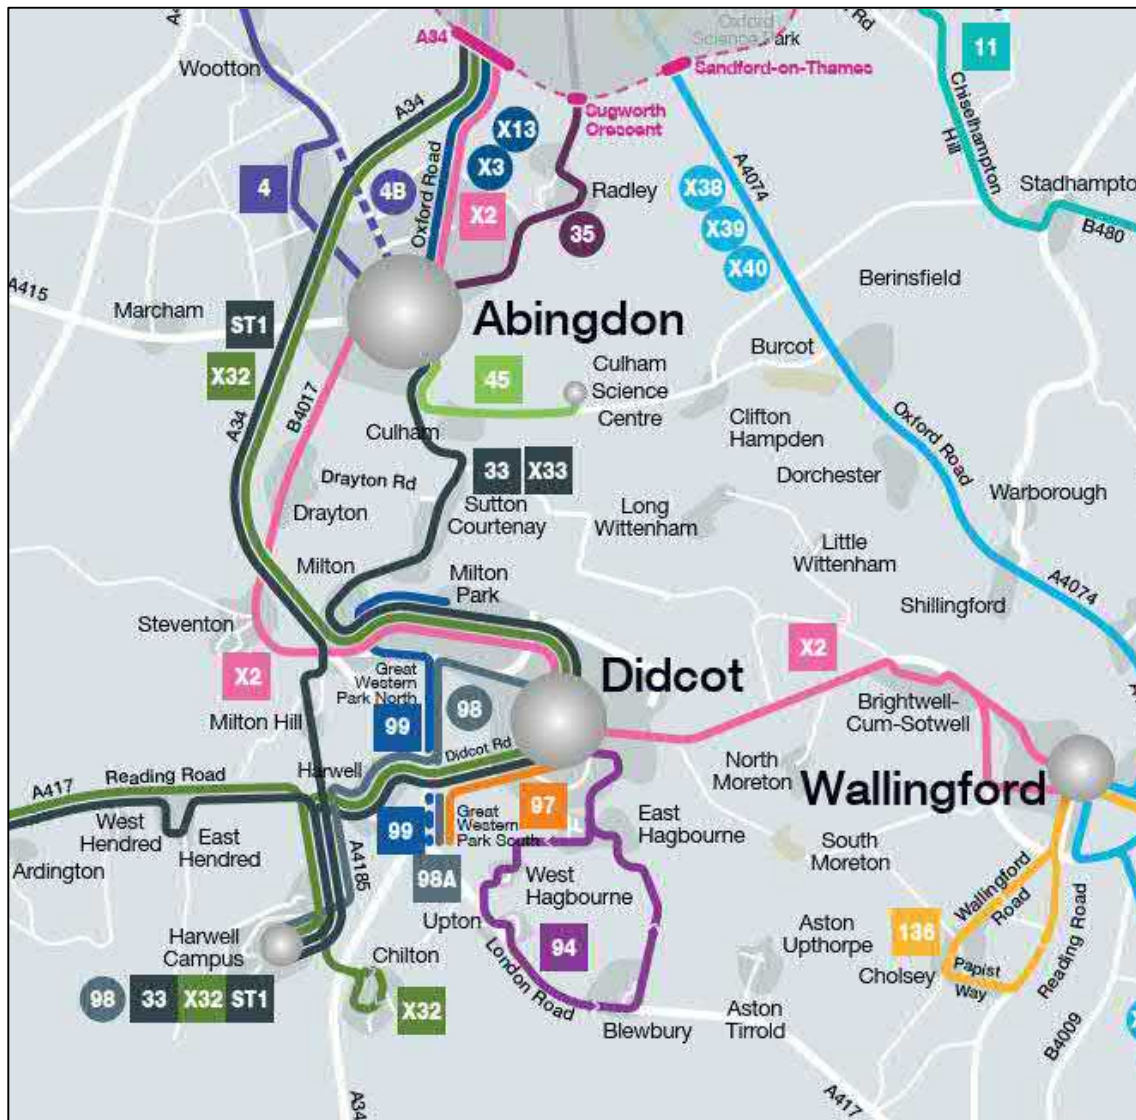 Oxford
Science Park
A34
Sandford-on-Thames
Rd
11
Wootton
A34
Sugworth
Crescent
Chiselhampton
Hill
X13
X3
4
4B
Oxford Road
X2
Radley
35
A4074
X38
X39
X40
Stadhampto
B480
A415
Marcham
ST1
X32
Abingdon
Berinsfield
Burcot
45
Culham
Science
Centre
A34
B4017
Culham
Clifton
Hampden
Oxford Road
Dorchester
Drayton Rd
Drayton
33
X33
Sutton
Courtenay
Long
Wittenham
Warborough
Milton
Milton
Park
Little
Wittenham
A4074
Shillingford
Steventon
X2
X2
Milton Hill
Great
Western
Park North
98
99
Didcot
Brightwell-
Cum-Sotwell
Didcot Rd
Harwell
North
Moreton
Wallingford
A417
Reading Road
West
Hendred
East
Hendred
99
Great
Western
Park South
97
East
Hagbourne
Ardington
A4185
98A
West
Hagbourne
South
Moreton
Wallingford
Road
Reading Road
Upton
94
London Road
Aston
Upthorpe
136
Cholsey
Papist
Way
Harwell
Campus
Chilton
98
33
X32
ST1
X32
Blewbury
Aston
Tirrold
B4009
A34
A417